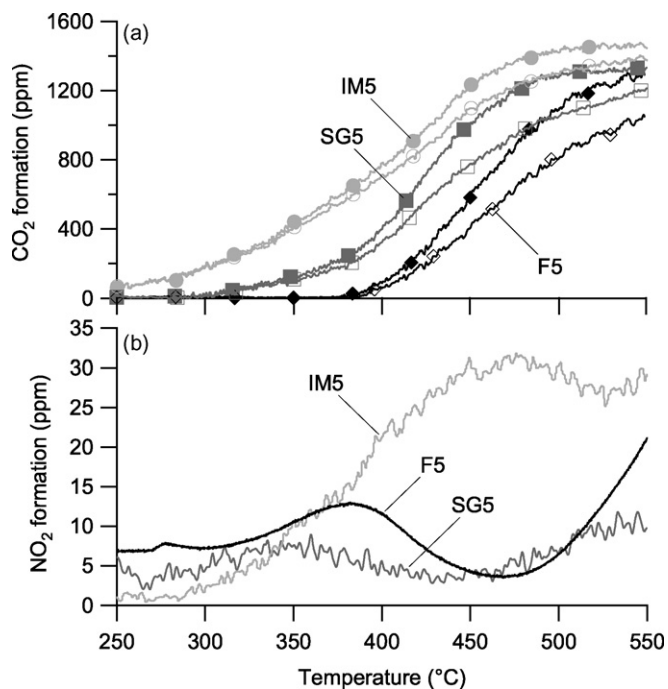 (a)
1600
1200
800
400
0
CO₂ formation (ppm)
IM5
SG5
F5
(b)
35
30
25
20
15
10
5
0
NO₂ formation (ppm)
IM5
F5
SG5
250 300 350 400 450 500 550
Temperature (°C)